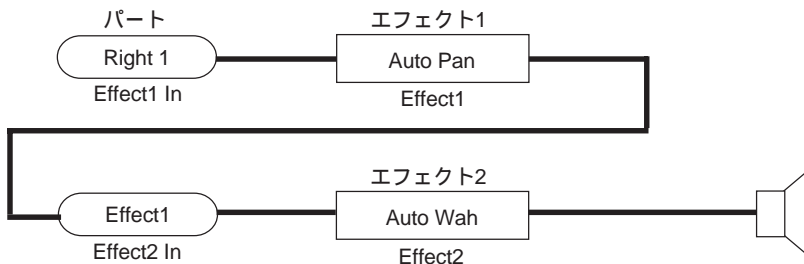 パート
エフェクト1
Right 1
Auto Pan
Effect1 In
Effect1
エフェクト2
Effect1
Auto Wah
Effect2 In
Effect2